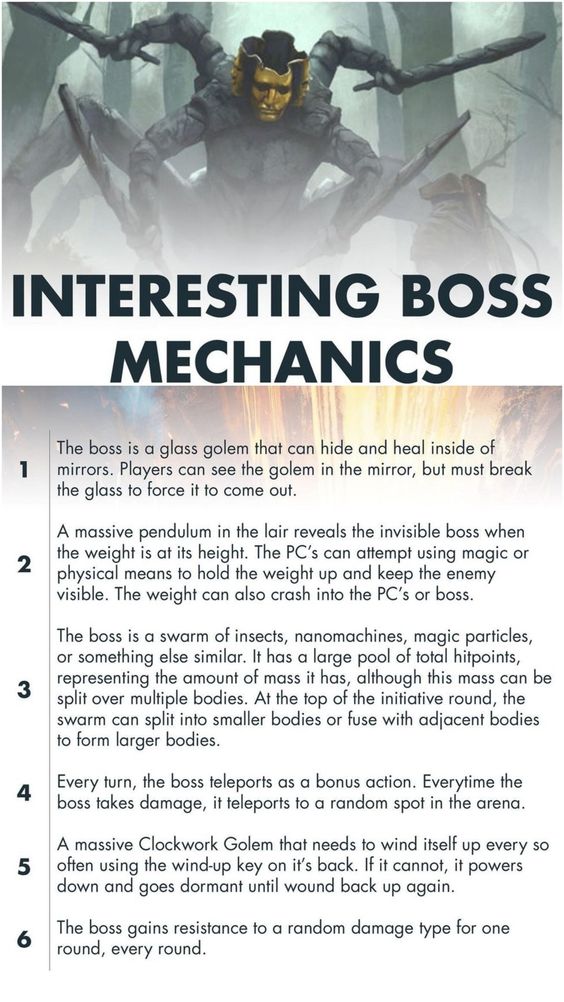 INTERESTING BOSS
MECHANICS
1
The boss is a glass golem that can hide and heal inside of
mirrors. Players can see the golem in the mirror, but must break
the glass to force it to come out.
2
A massive pendulum in the lair reveals the invisible boss when
the weight is at its height. The PC's can attempt using magic or
physical means to hold the weight up and keep the enemy
visible. The weight can also crash into the PC's or boss.
3
The boss is a swarm of insects, nanomachines, magic particles,
or something else similar. It has a large pool of total hitpoints,
representing the amount of mass it has, although this mass can be
split over multiple bodies. At the top of the initiative round, the
swarm can split into smaller bodies or fuse with adjacent bodies
to form larger bodies.
4
Every turn, the boss teleports as a bonus action. Everytime the
boss takes damage, it teleports to a random spot in the arena.
5
A massive Clockwork Golem that needs to wind itself up every so
often using the wind-up key on it's back. If it cannot, it powers
down and goes dormant until wound back up again.
6
The boss gains resistance to a random damage type for one
round, every round.